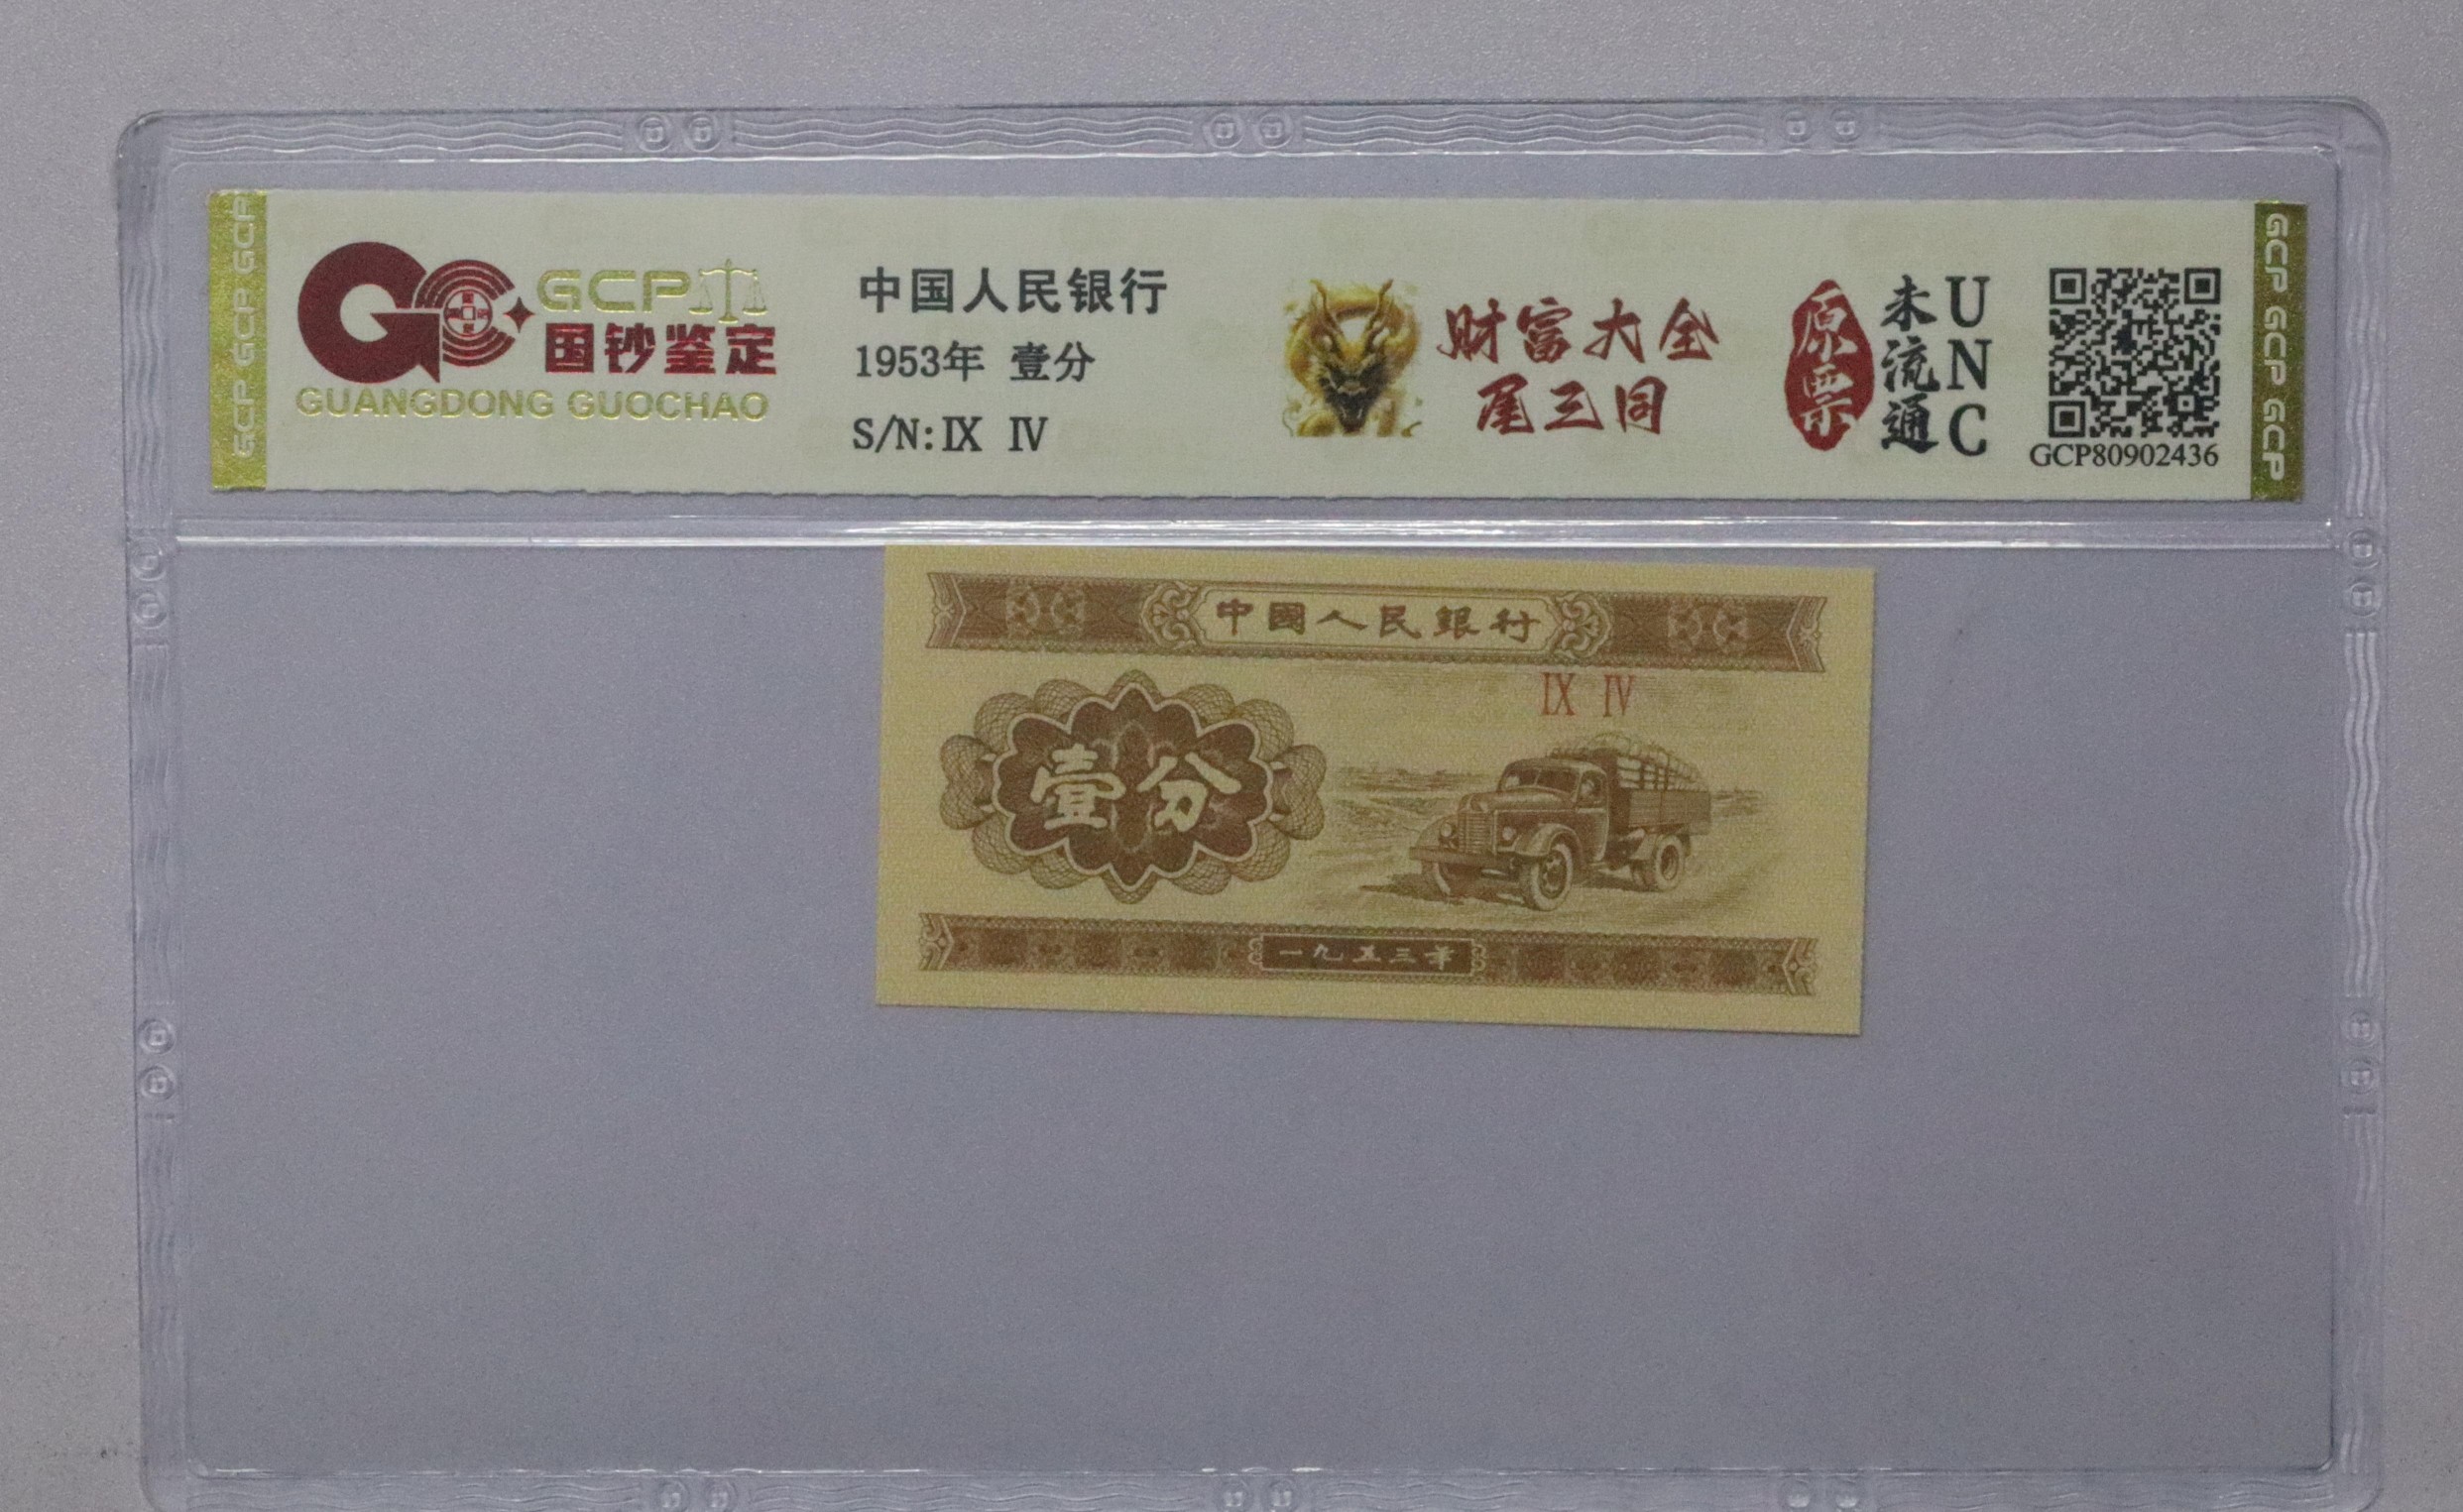 GCP GCP GCP
GCP
国钞鉴定
GUANGDONG GUOCHAO
中国人民银行
1953年 壹分
S/N: IX IV
财富大全
尾三同
原票
未流通
UNC
GCP80902436
GCP GCP GCP
中國人民銀行
IX IV
壹分
一九五三年